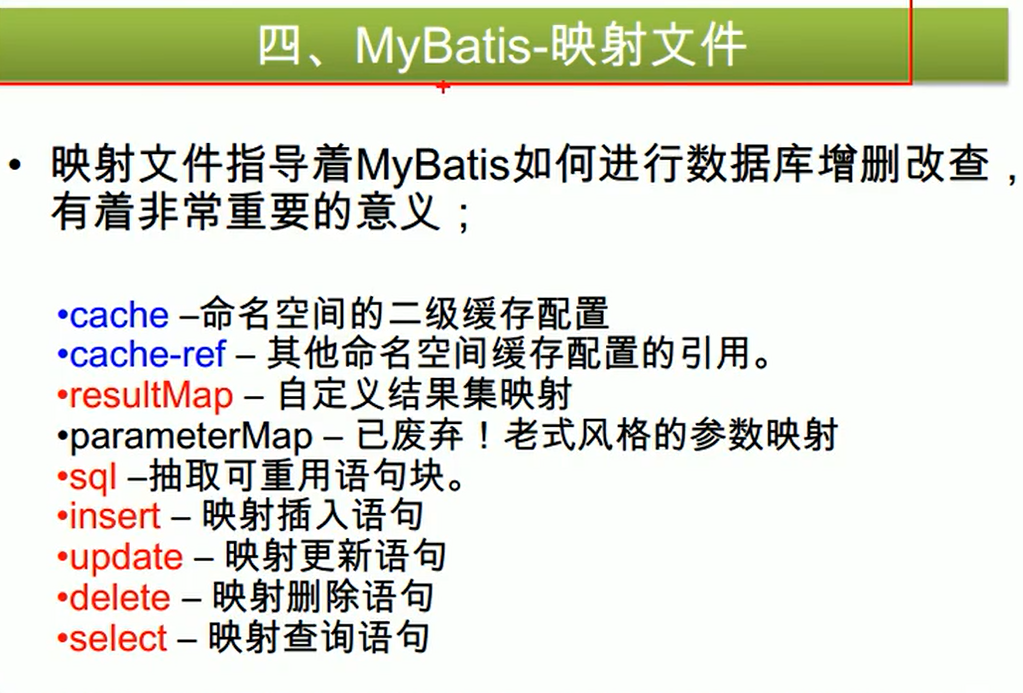 四、MyBatis-映射文件
• 映射文件指导着MyBatis如何进行数据库增删改查，
有着非常重要的意义；
•cache –命名空间的二级缓存配置
•cache-ref – 其他命名空间缓存配置的引用。
•resultMap – 自定义结果集映射
•parameterMap – 已废弃！老式风格的参数映射
•sql –抽取可重用语句块。
•insert – 映射插入语句
•update – 映射更新语句
•delete – 映射删除语句
•select – 映射查询语句